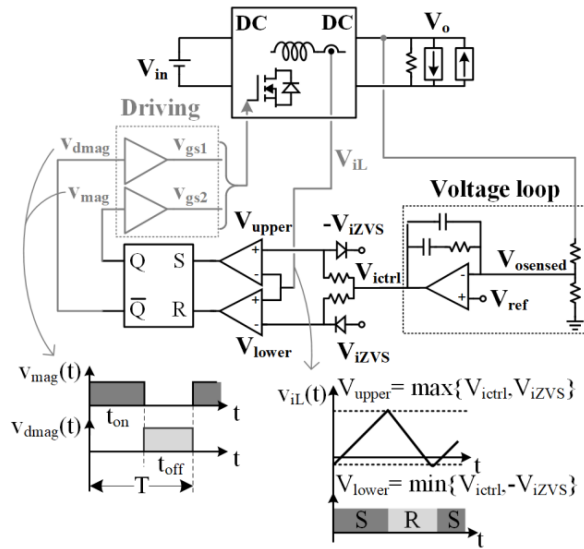 DC
DC
V_o
V_in
Driving
v_dmag
V_gs1
V_iL
v_mag
V_gs2
Voltage loop
V_upper
-V_iZVS
V_ictrl
V_osensed
Q
S
+
-
-
+
V_ref
Q̅
R
+
-
V_lower
V_iZVS
v_mag(t)
t_on
t
v_dmag(t)
t_off
t
T
v_iL(t)
V_upper= max{V_ictrl,V_iZVS}
t
V_lower= min{V_ictrl,-V_iZVS}
S
R
S
t